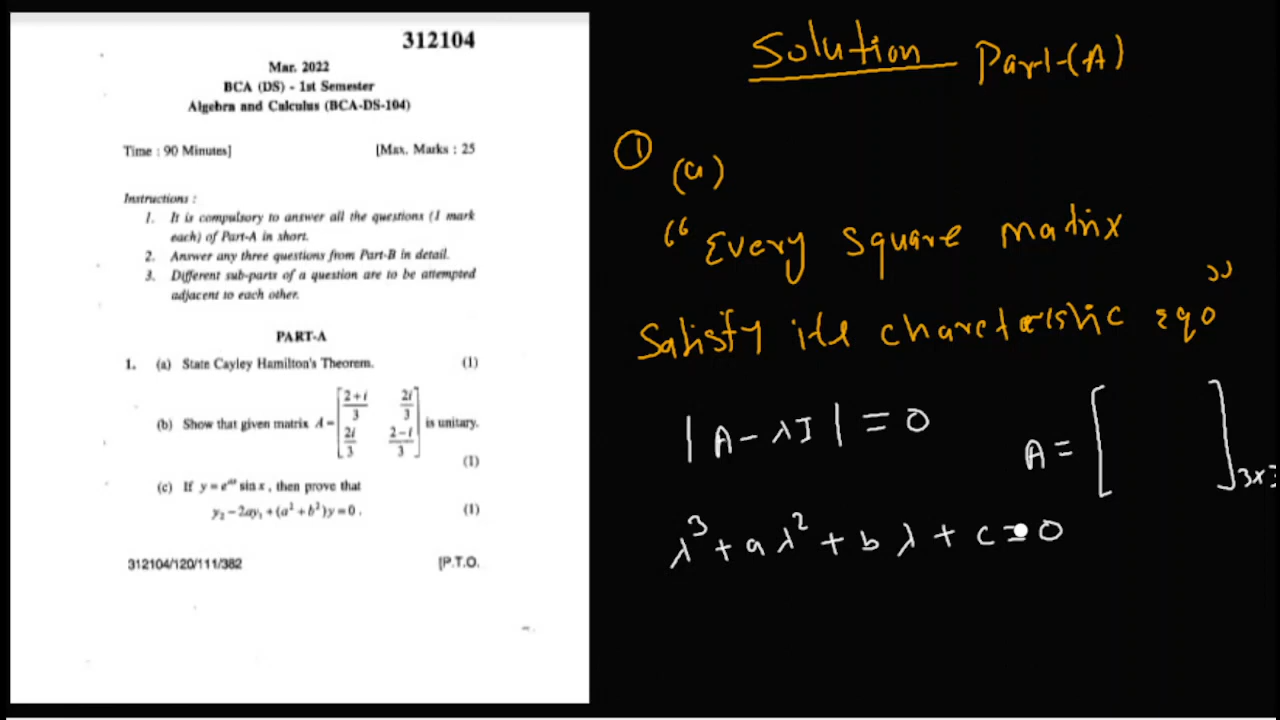 312104
Mar. 2022
BCA (DS) - 1st Semester
Algebra and Calculus (BCA-DS-104)
Time : 90 Minutes] [Max. Marks : 25
Instructions :
1. It is compulsory to answer all the questions (1 mark
each) of Part-A in short.
2. Answer any three questions from Part-B in detail.
3. Different sub-parts of a question are to be attempted
adjacent to each other.
PART-A
1. (a) State Cayley Hamilton's Theorem. (1)
(b) Show that given matrix A = [ (2+i)/3 2i/3 ; 2i/3 (2-i)/3 ] is unitary.
(1)
(c) If y = e^ax sin x, then prove that
y₂ - 2ay₁ + (a² + b²)y = 0. (1)
312104/120/111/382 [P.T.O.
Solution Part-(A)
① (a)
“Every square matrix
Satisfy its charecteristic eqo”
|A - λI| = 0
A = [ ]3x3
λ³ + aλ² + bλ + c = 0